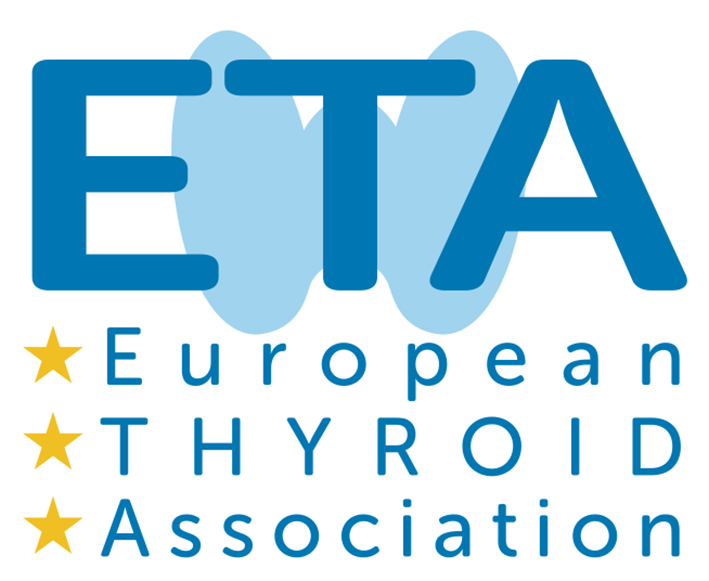 ETA
European
THYROID
Association